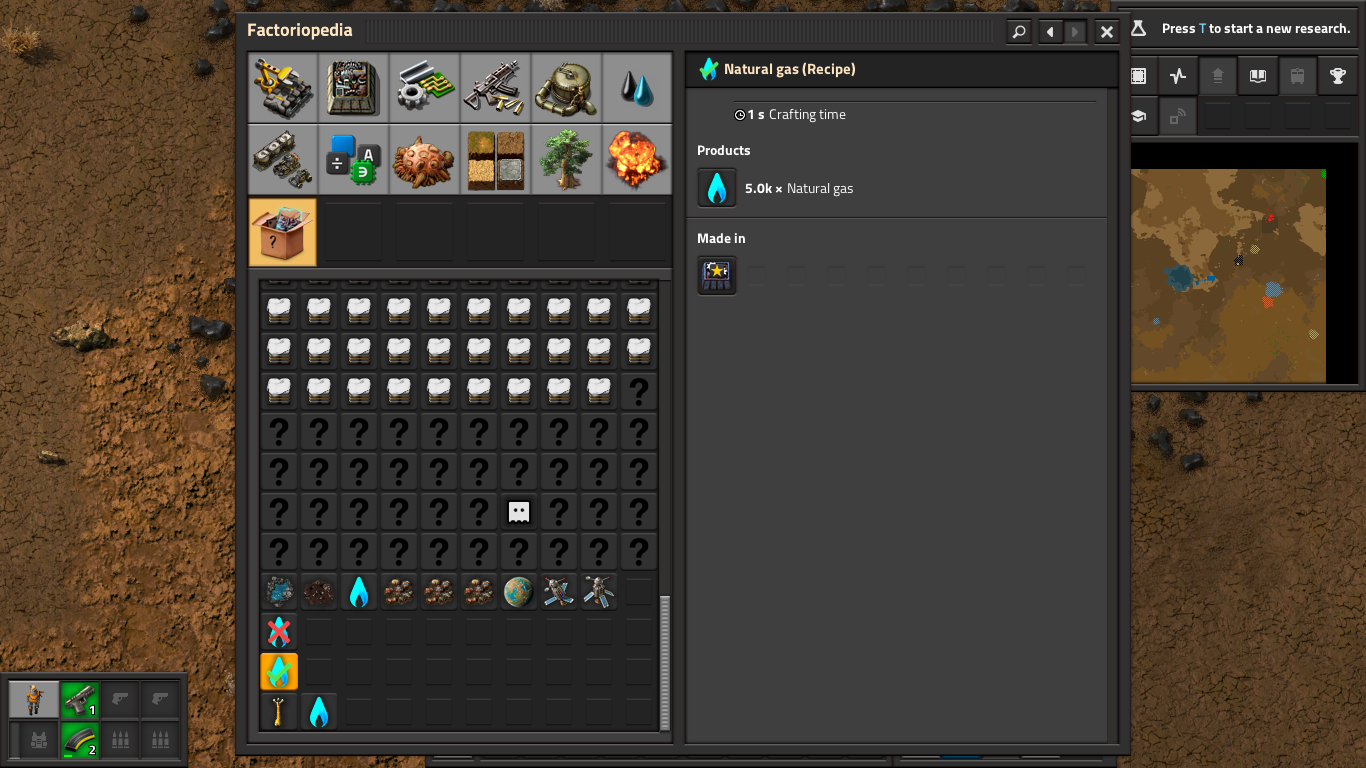 Factoriopedia
Press T to start a new research.
Natural gas (Recipe)
1 s Crafting time
Products
5.0k × Natural gas
Made in
1
2